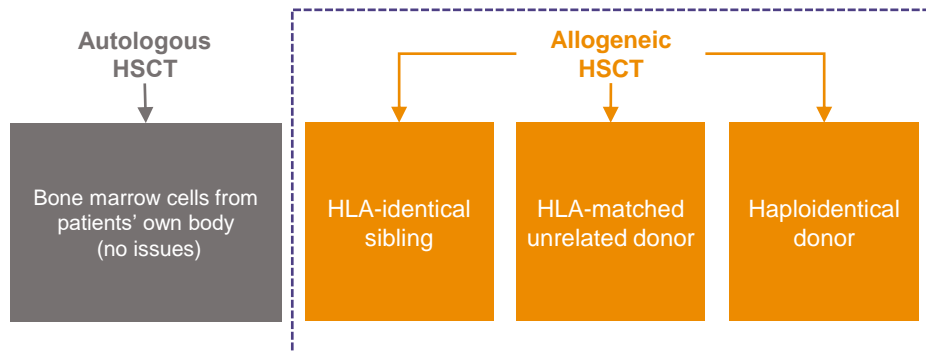 Autologous
HSCT
Allogeneic
HSCT
Bone marrow cells from
patients’ own body
(no issues)
HLA-identical
sibling
HLA-matched
unrelated donor
Haploidentical
donor